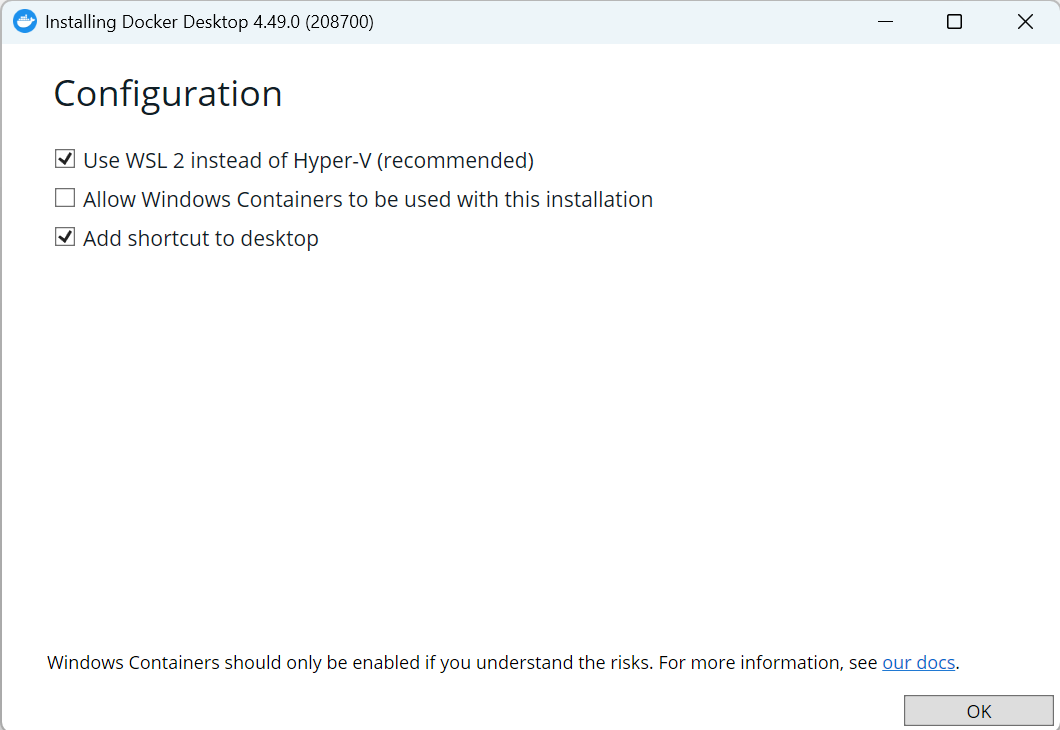 Installing Docker Desktop 4.49.0 (208700)
Configuration
Use WSL 2 instead of Hyper-V (recommended)
Allow Windows Containers to be used with this installation
Add shortcut to desktop
Windows Containers should only be enabled if you understand the risks. For more information, see our docs.
OK